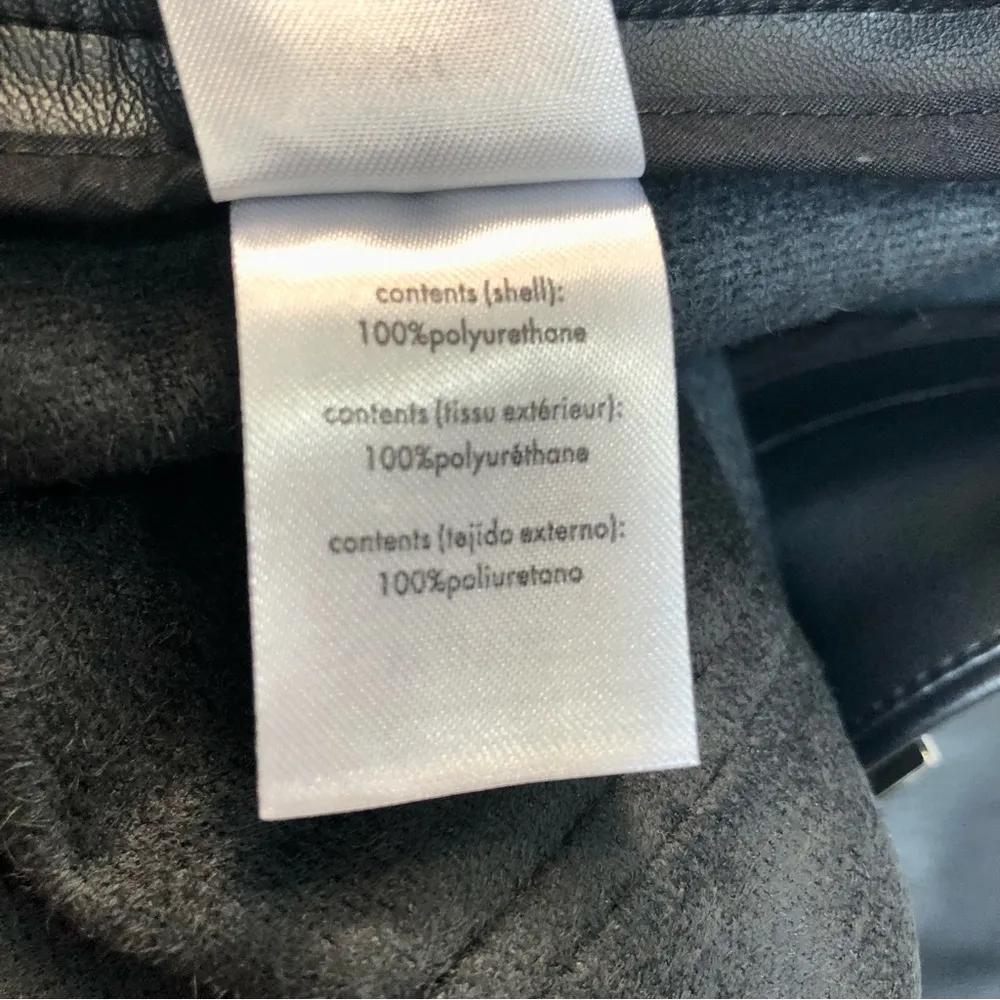 contents (shell):
100%polyurethane
contents (tissu extérieur):
100%polyuréthane
contents (tejido externo):
100%poliuretano